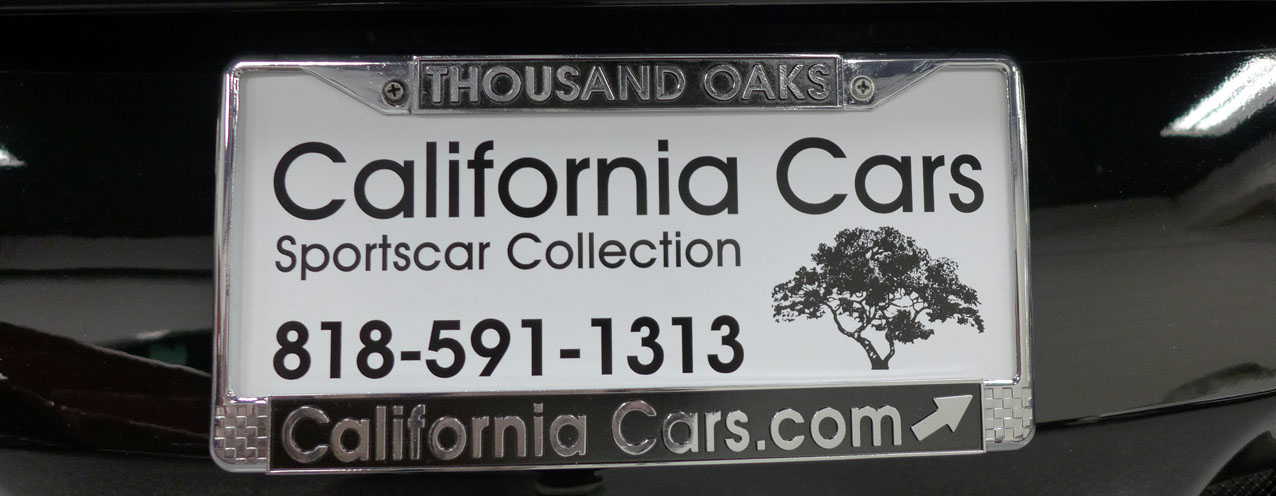 THOUSAND OAKS
California Cars
Sportscar Collection
818-591-1313
California Cars.com